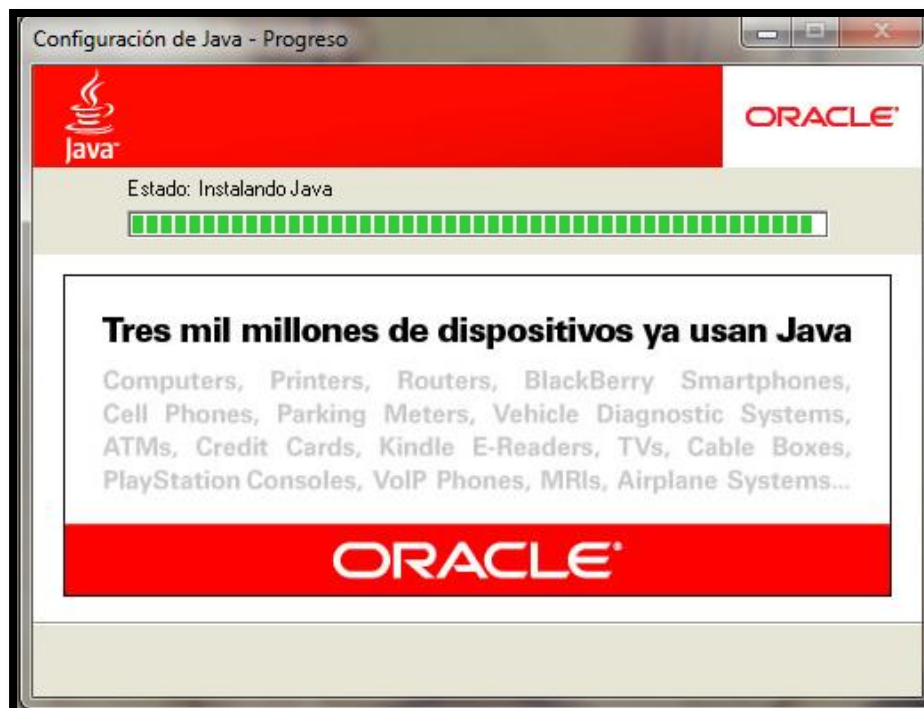 Configuración de Java - Progreso
Java
ORACLE
Estado: Instalando Java
Tres mil millones de dispositivos ya usan Java
Computers, Printers, Routers, BlackBerry Smartphones,
Cell Phones, Parking Meters, Vehicle Diagnostic Systems,
ATMs, Credit Cards, Kindle E-Readers, TVs, Cable Boxes,
PlayStation Consoles, VoIP Phones, MRIs, Airplane Systems...
ORACLE